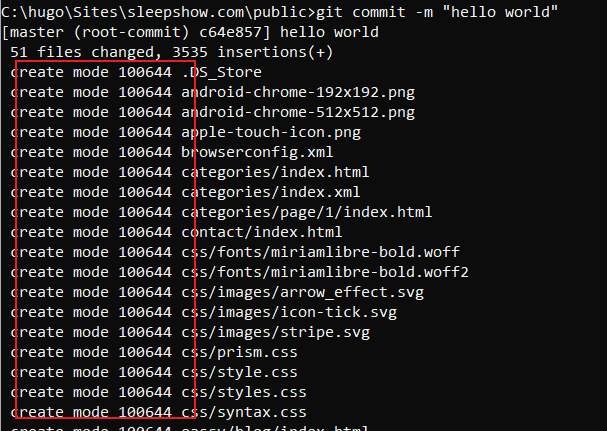 C:\hugo\Sites\sleepshow.com\public>git commit -m "hello world"
[master (root-commit) c64e857] hello world
51 files changed, 3535 insertions(+)
create mode 100644 .DS_Store
create mode 100644 android-chrome-192x192.png
create mode 100644 android-chrome-512x512.png
create mode 100644 apple-touch-icon.png
create mode 100644 browserconfig.xml
create mode 100644 categories/index.html
create mode 100644 categories/index.xml
create mode 100644 categories/page/1/index.html
create mode 100644 contact/index.html
create mode 100644 css/fonts/miriamlibre-bold.woff
create mode 100644 css/fonts/miriamlibre-bold.woff2
create mode 100644 css/images/arrow_effect.svg
create mode 100644 css/images/icon-tick.svg
create mode 100644 css/images/stripe.svg
create mode 100644 css/prism.css
create mode 100644 css/style.css
create mode 100644 css/styles.css
create mode 100644 css/syntax.css
create mode 100644 eassy/blog/index.html